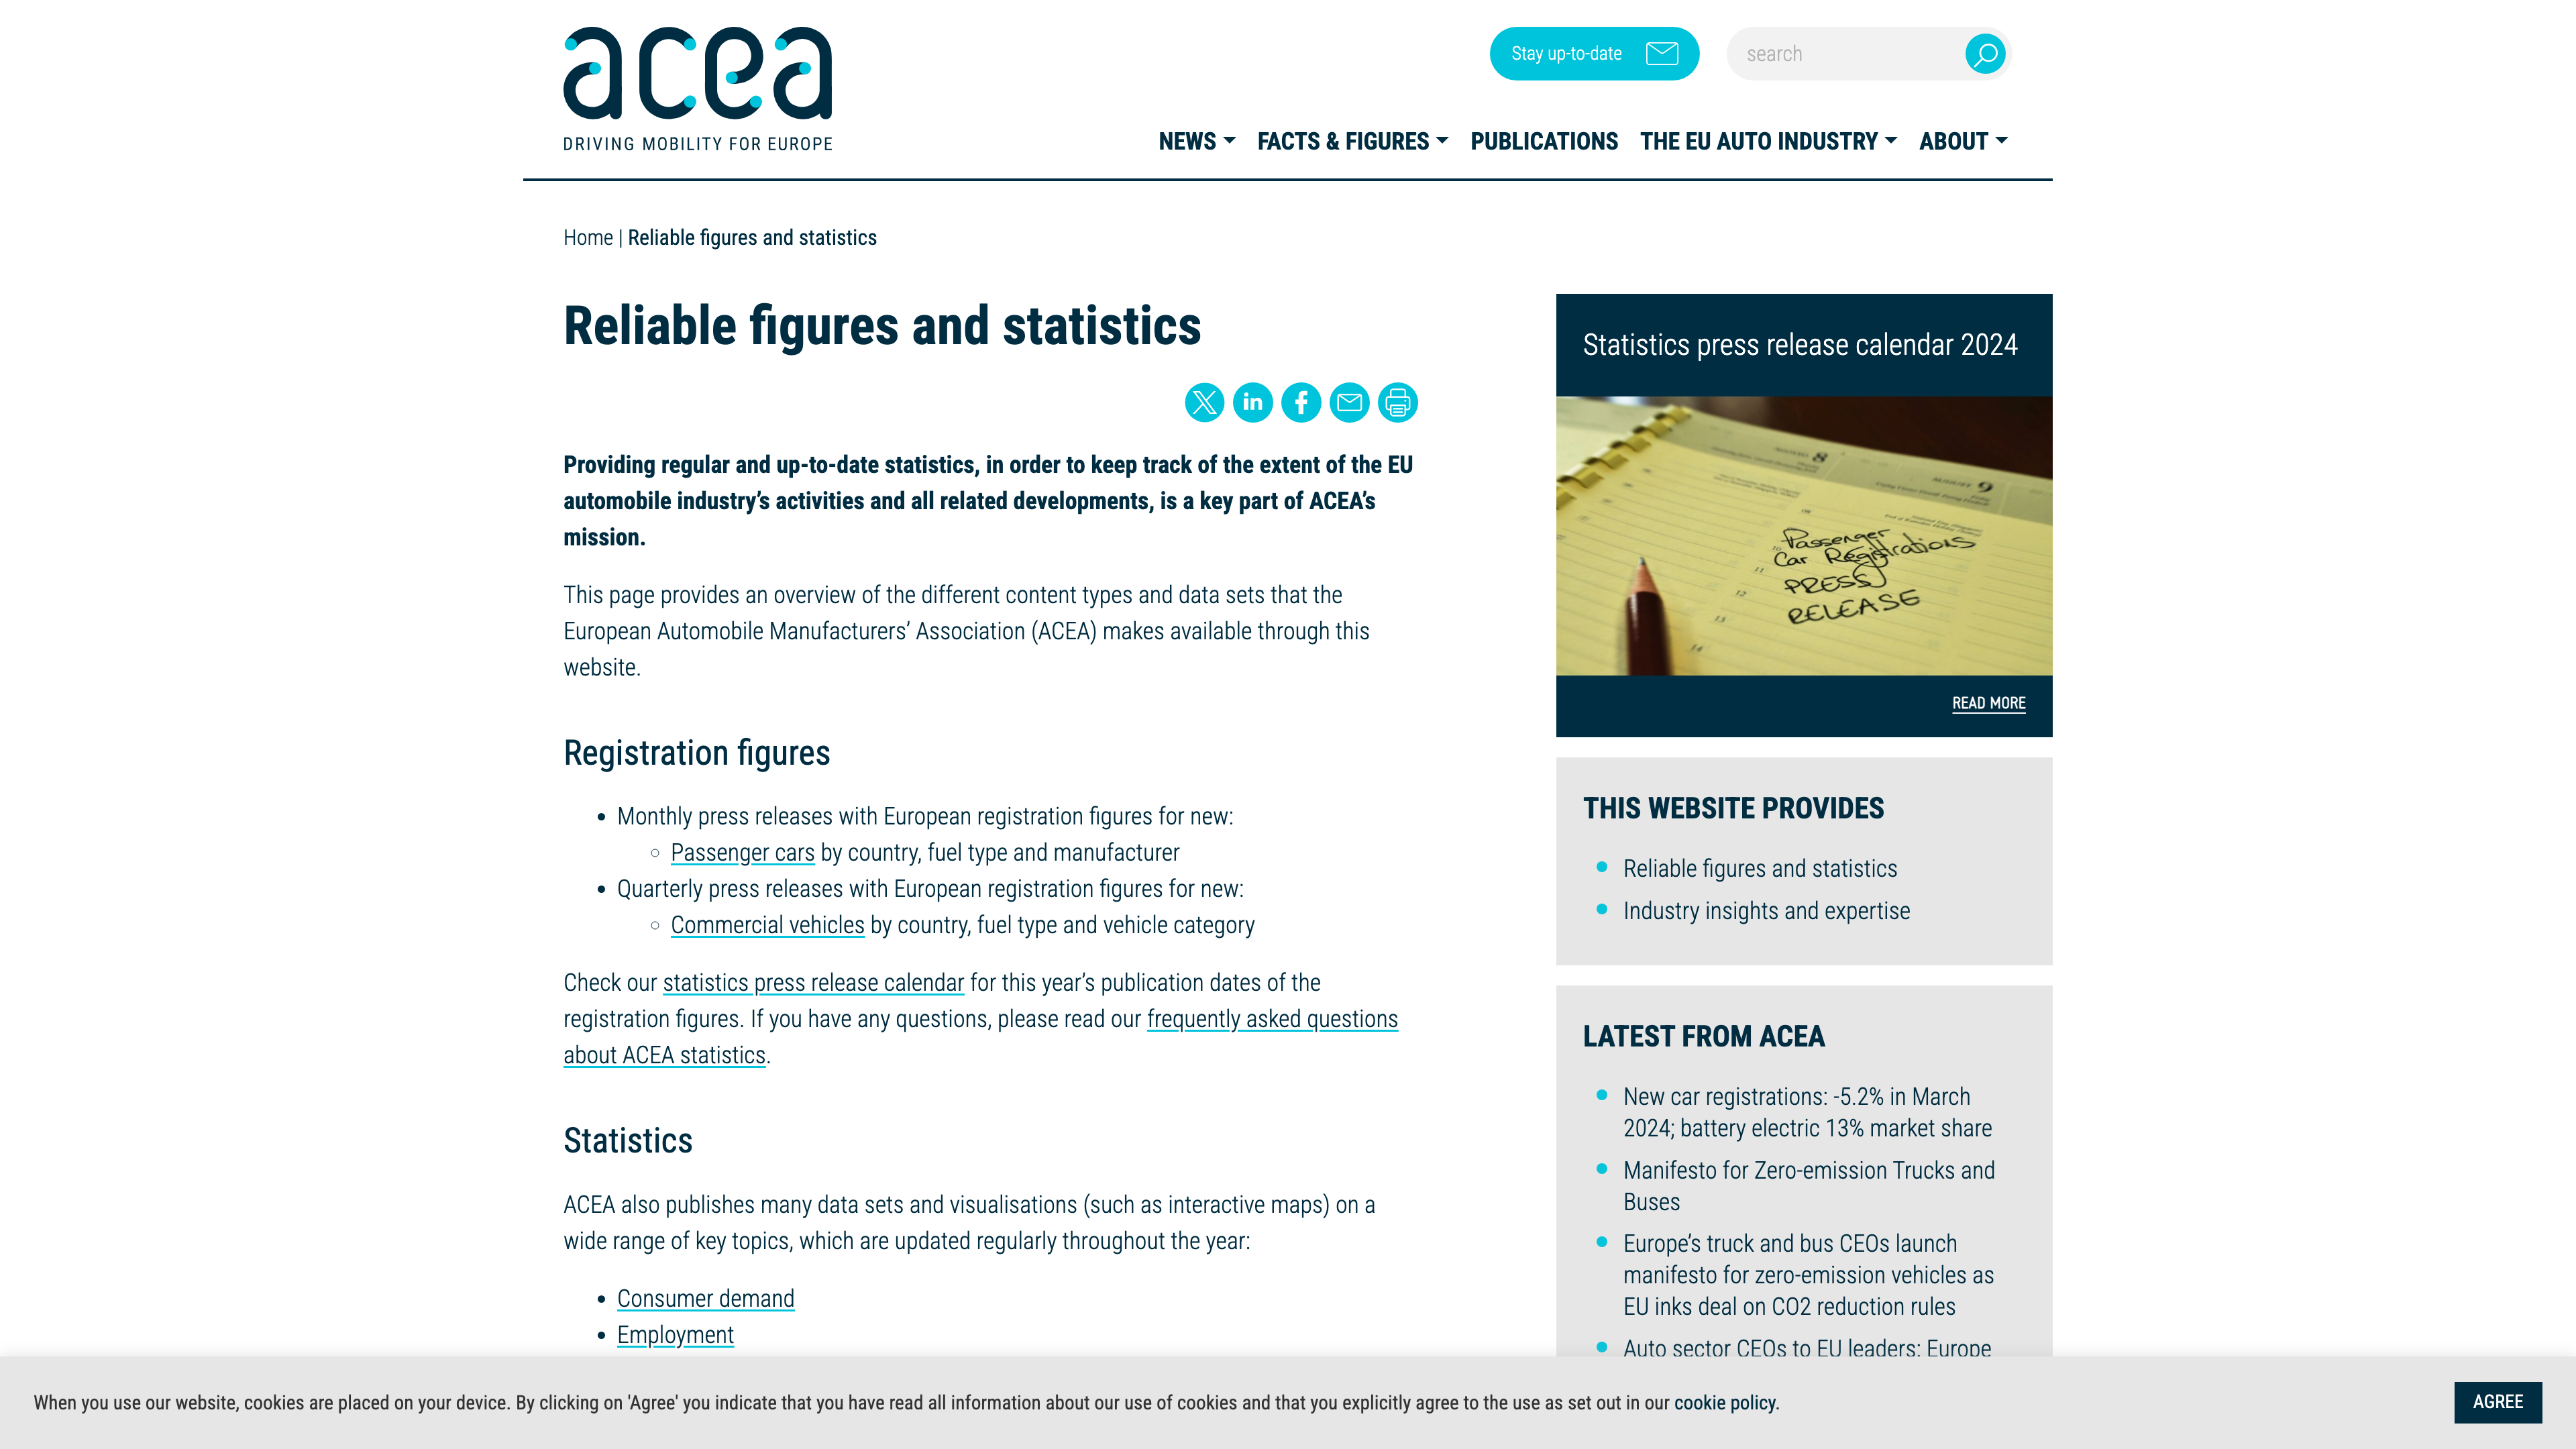 acea
DRIVING MOBILITY FOR EUROPE
Stay up-to-date
search
NEWS
FACTS & FIGURES
PUBLICATIONS
THE EU AUTO INDUSTRY
ABOUT
Home | Reliable figures and statistics
Reliable figures and statistics
Providing regular and up-to-date statistics, in order to keep track of the extent of the EU
automobile industry’s activities and all related developments, is a key part of ACEA’s
mission.
This page provides an overview of the different content types and data sets that the
European Automobile Manufacturers’ Association (ACEA) makes available through this
website.
Registration figures
Monthly press releases with European registration figures for new:
Passenger cars by country, fuel type and manufacturer
Quarterly press releases with European registration figures for new:
Commercial vehicles by country, fuel type and vehicle category
Check our statistics press release calendar for this year’s publication dates of the
registration figures. If you have any questions, please read our frequently asked questions
about ACEA statistics.
Statistics
ACEA also publishes many data sets and visualisations (such as interactive maps) on a
wide range of key topics, which are updated regularly throughout the year:
Consumer demand
Employment
Statistics press release calendar 2024
8
AUGUST 9
Passenger
Car Registrations
PRESS
RELEASE
10
11
12
13
14
READ MORE
THIS WEBSITE PROVIDES
Reliable figures and statistics
Industry insights and expertise
LATEST FROM ACEA
New car registrations: -5.2% in March
2024; battery electric 13% market share
Manifesto for Zero-emission Trucks and
Buses
Europe’s truck and bus CEOs launch
manifesto for zero-emission vehicles as
EU inks deal on CO2 reduction rules
Auto sector CEOs to EU leaders: Europe
When you use our website, cookies are placed on your device. By clicking on 'Agree' you indicate that you have read all information about our use of cookies and that you explicitly agree to the use as set out in our cookie policy.
AGREE